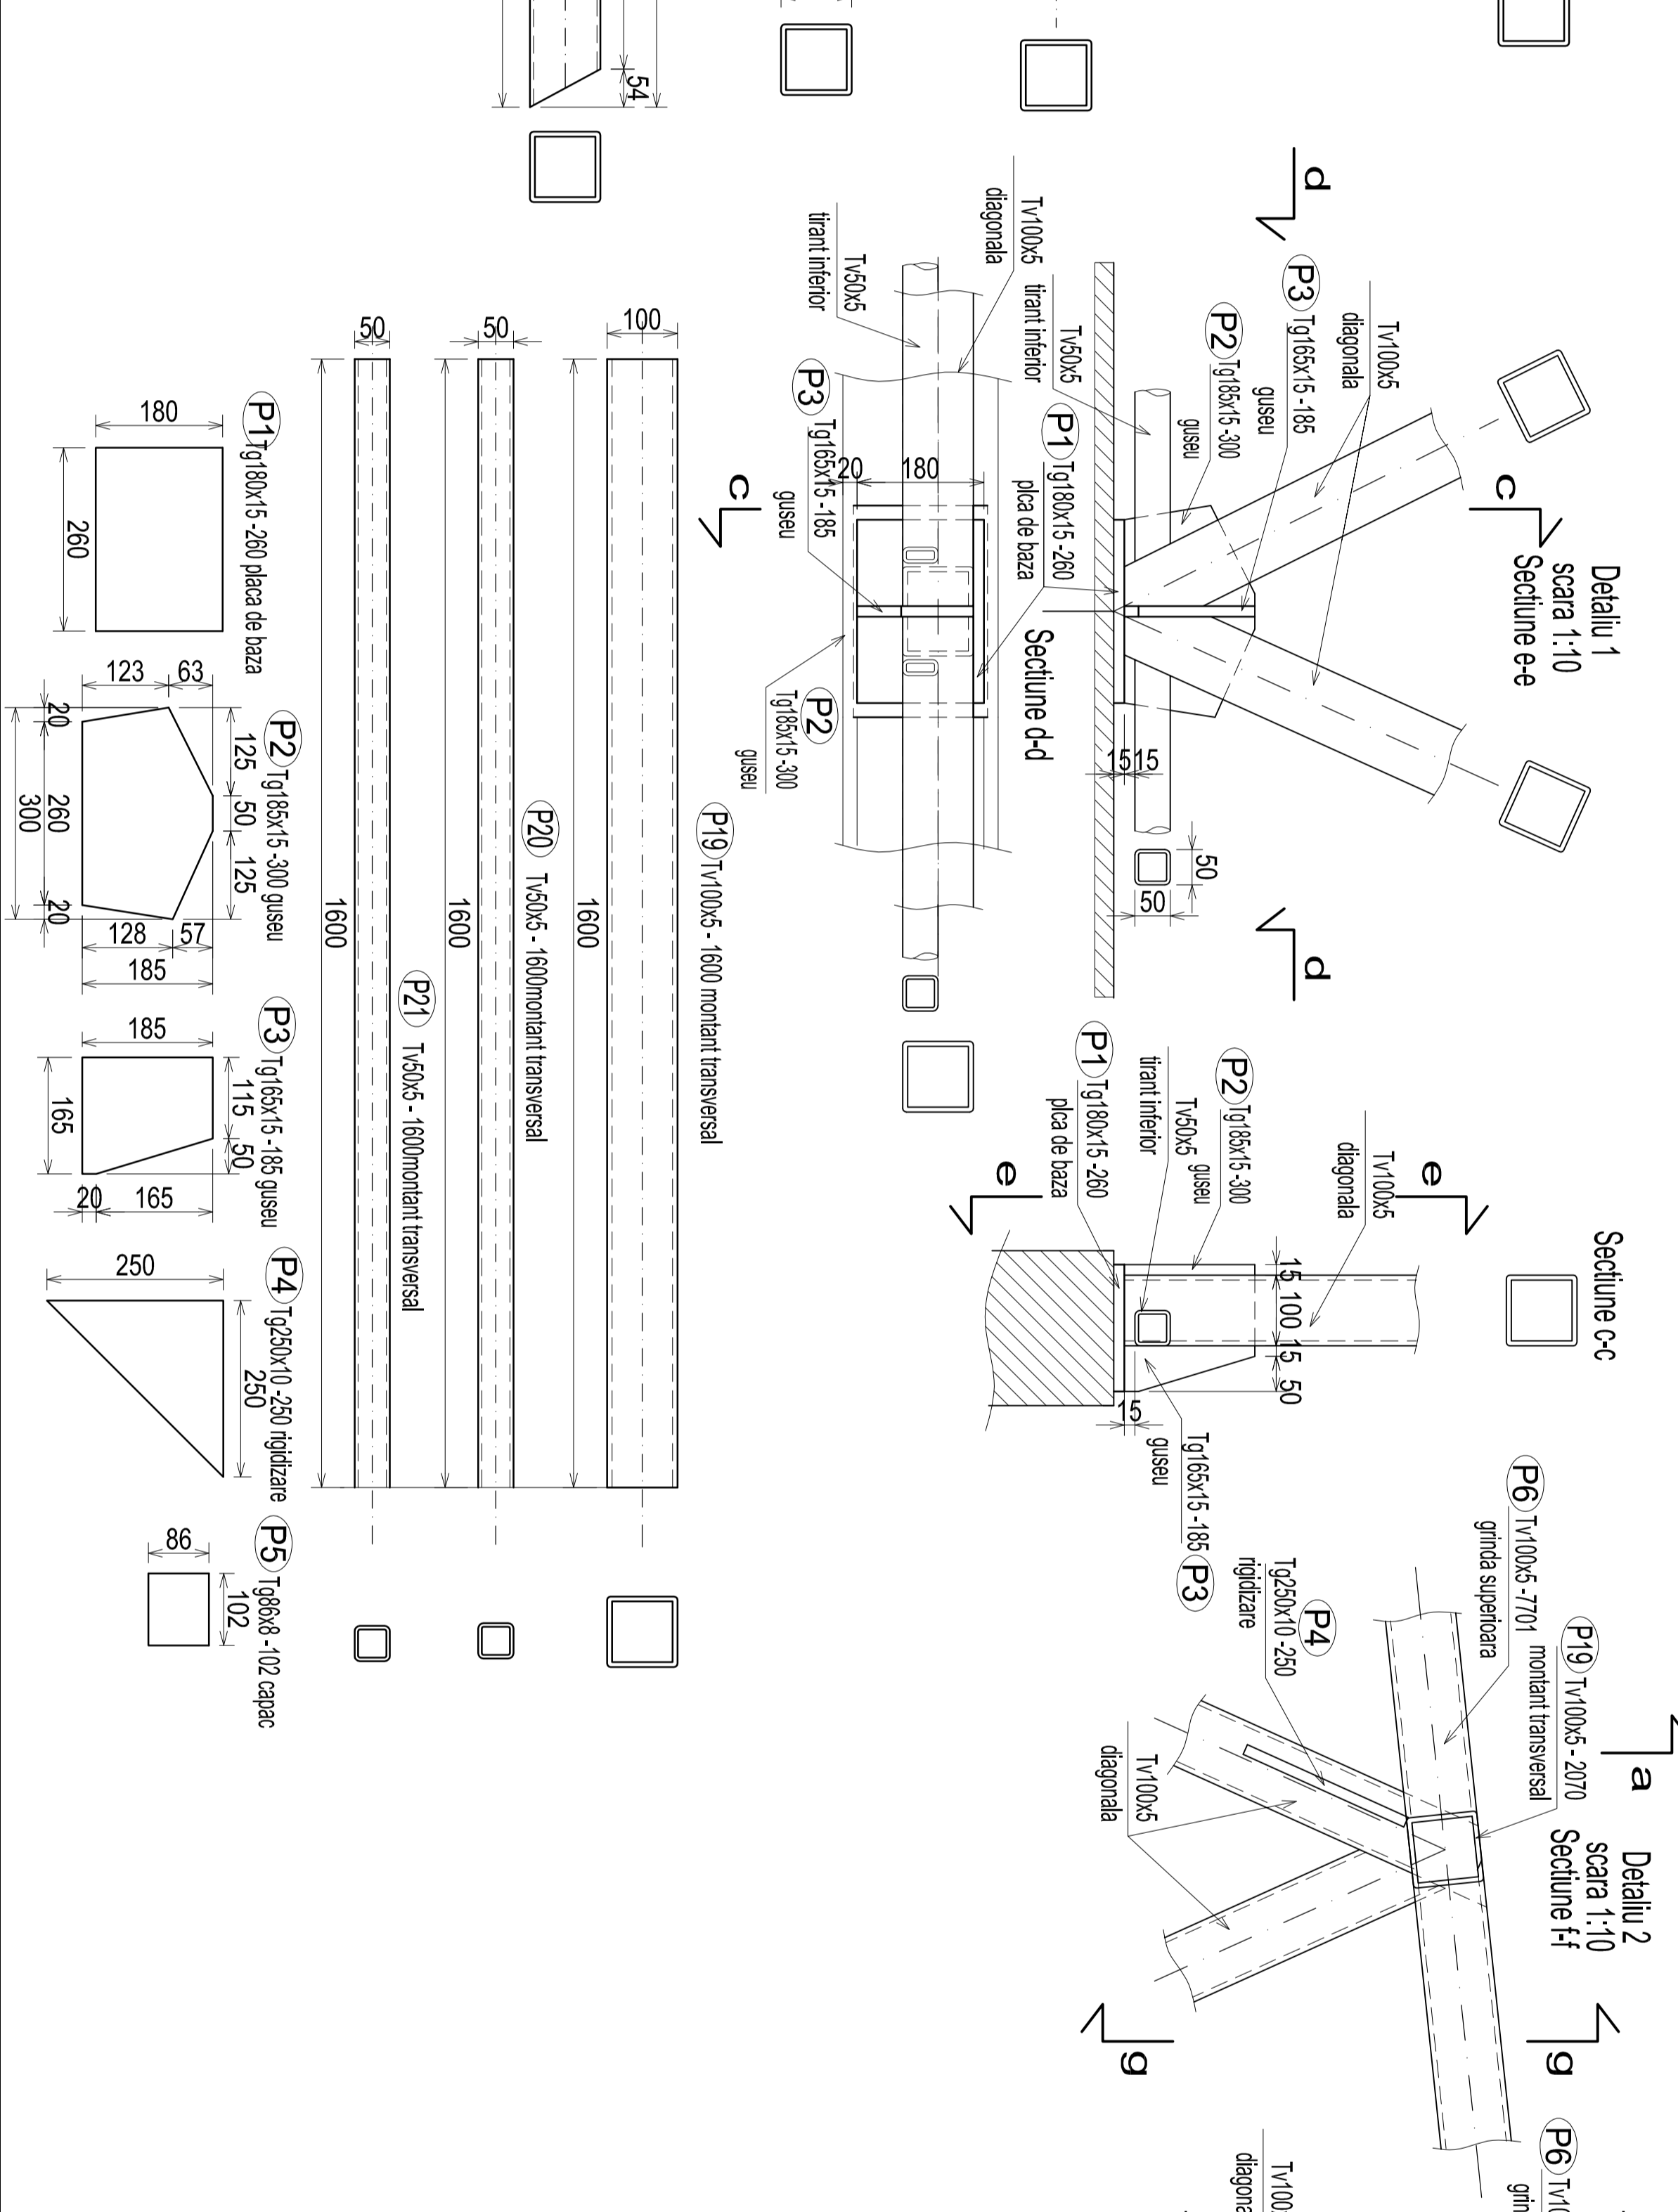 Detaliu 1
scara 1:10
Sectiune e-e
d
d
c
c
Tv100x5
diagonala
P3 Tg165x15 -185
guseu
P2 Tg185x15 -300
guseu
Tv50x5
tirant inferior
P1 Tg180x15 -260
plca de baza
15
15
50
50
Sectiune d-d
Tv100x5
diagonala
Tv50x5
tirant inferior
P3 Tg165x15 -185
guseu
20
180
P2
Tg185x15 -300
guseu
Sectiune c-c
e
e
Tv100x5
diagonala
P2 Tg185x15 -300
guseu
Tv50x5
tirant inferior
P1 Tg180x15 -260
plca de baza
15
100
15
50
15
Tg165x15 -185 P3
guseu
Detaliu 2
scara 1:10
Sectiune f-f
a
g
g
P19 Tv100x5 - 2070
montant transversal
P6 Tv100x5 -7701
grinda superioara
P4
Tg250x10 -250
rigidizare
Tv100x5
diagonala
P6
54
P19 Tv100x5 - 1600 montant transversal
100
1600
P20 Tv50x5 - 1600montant transversal
50
1600
P21 Tv50x5 - 1600montant transversal
50
1600
P1 Tg180x15 -260 placa de baza
180
260
P2 Tg185x15 -300 guseu
125
50
125
63
123
57
128
185
20
260
20
300
P3 Tg165x15 -185 guseu
185
115
50
165
20
165
P4 Tg250x10 -250 rigidizare
250
250
P5 Tg86x8 -102 capac
86
102